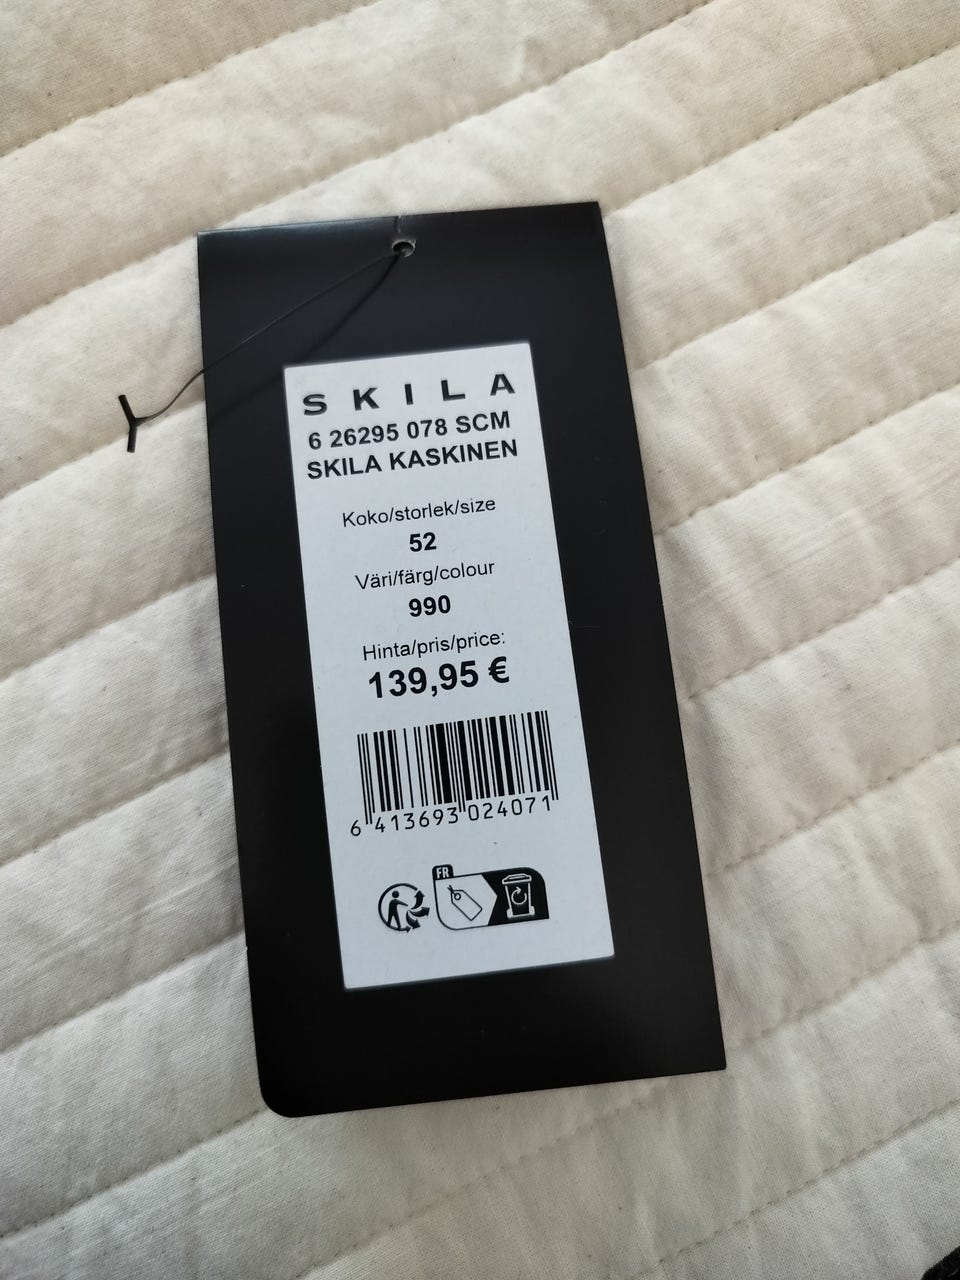 SKILA
6 26295 078 SCM
SKILA KASKINEN
Koko/storlek/size
52
Väri/färg/colour
990
Hinta/pris/price:
139,95 €
6 413693 024071
FR